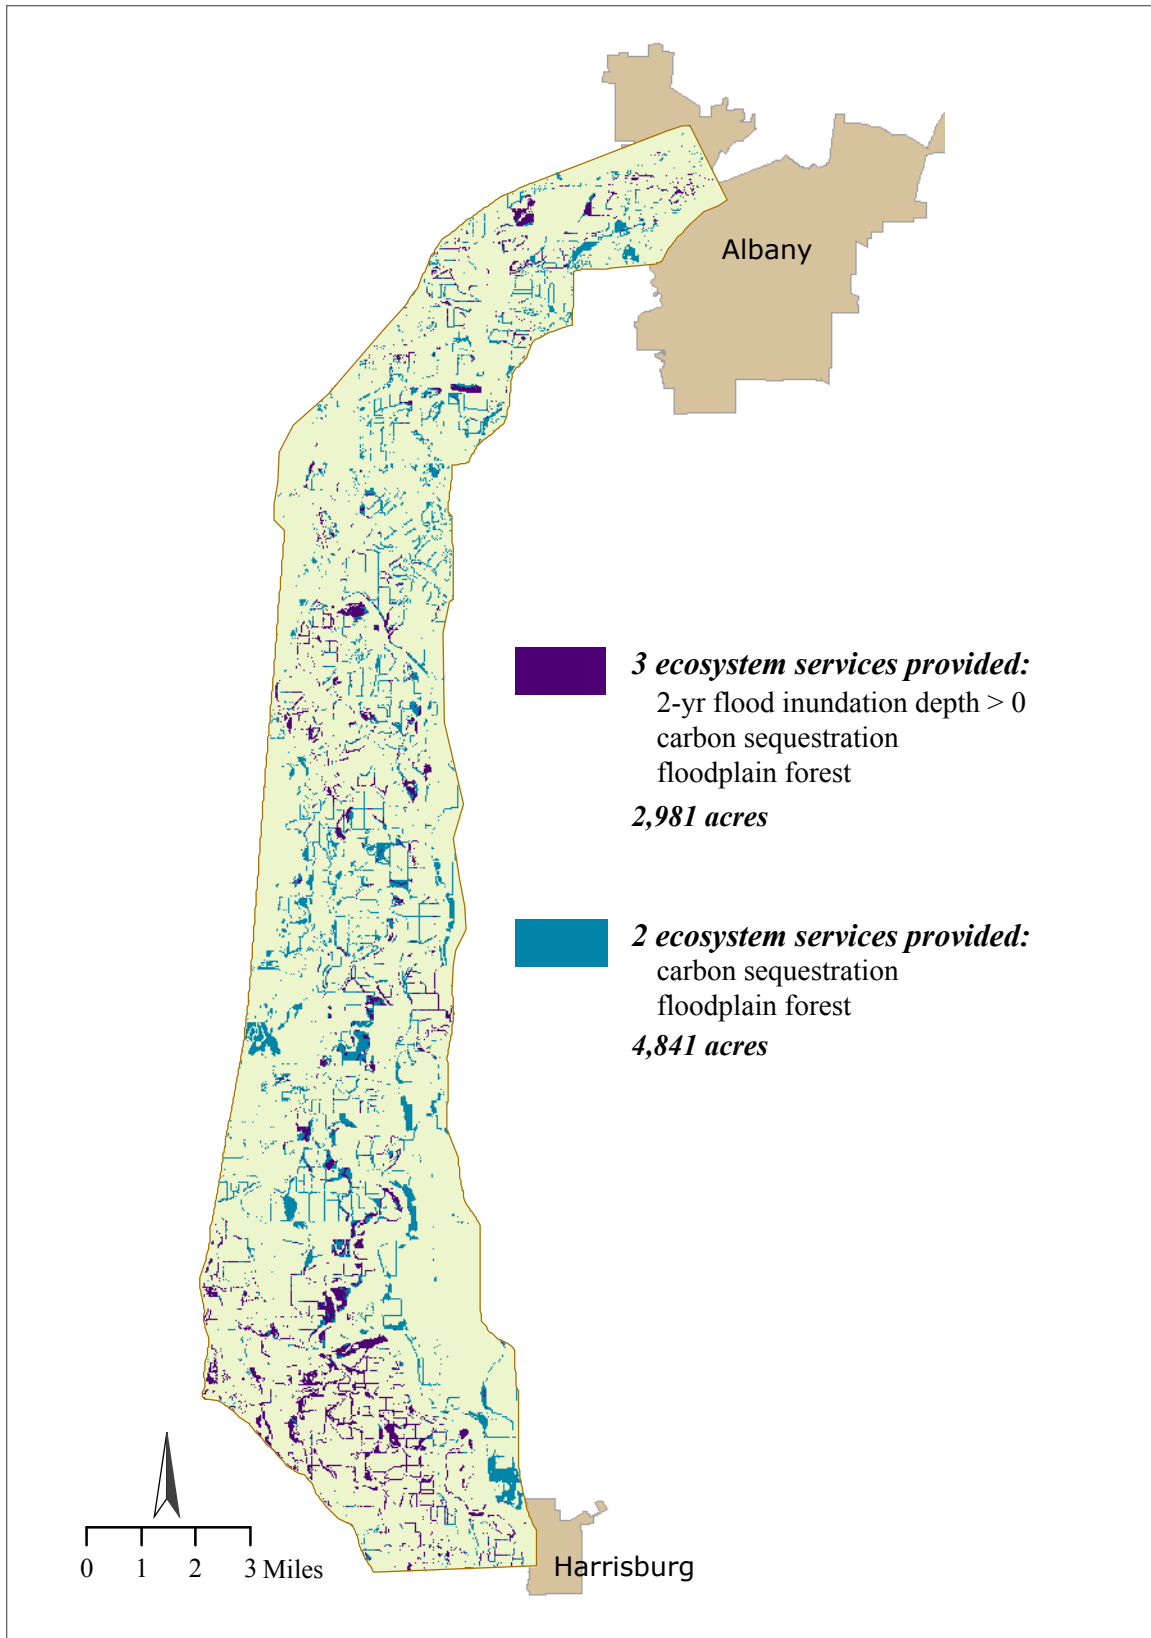 Albany
3 ecosystem services provided:
2-yr flood inundation depth > 0
carbon sequestration
floodplain forest
2,981 acres
2 ecosystem services provided:
carbon sequestration
floodplain forest
4,841 acres
0 1 2 3 Miles
Harrisburg